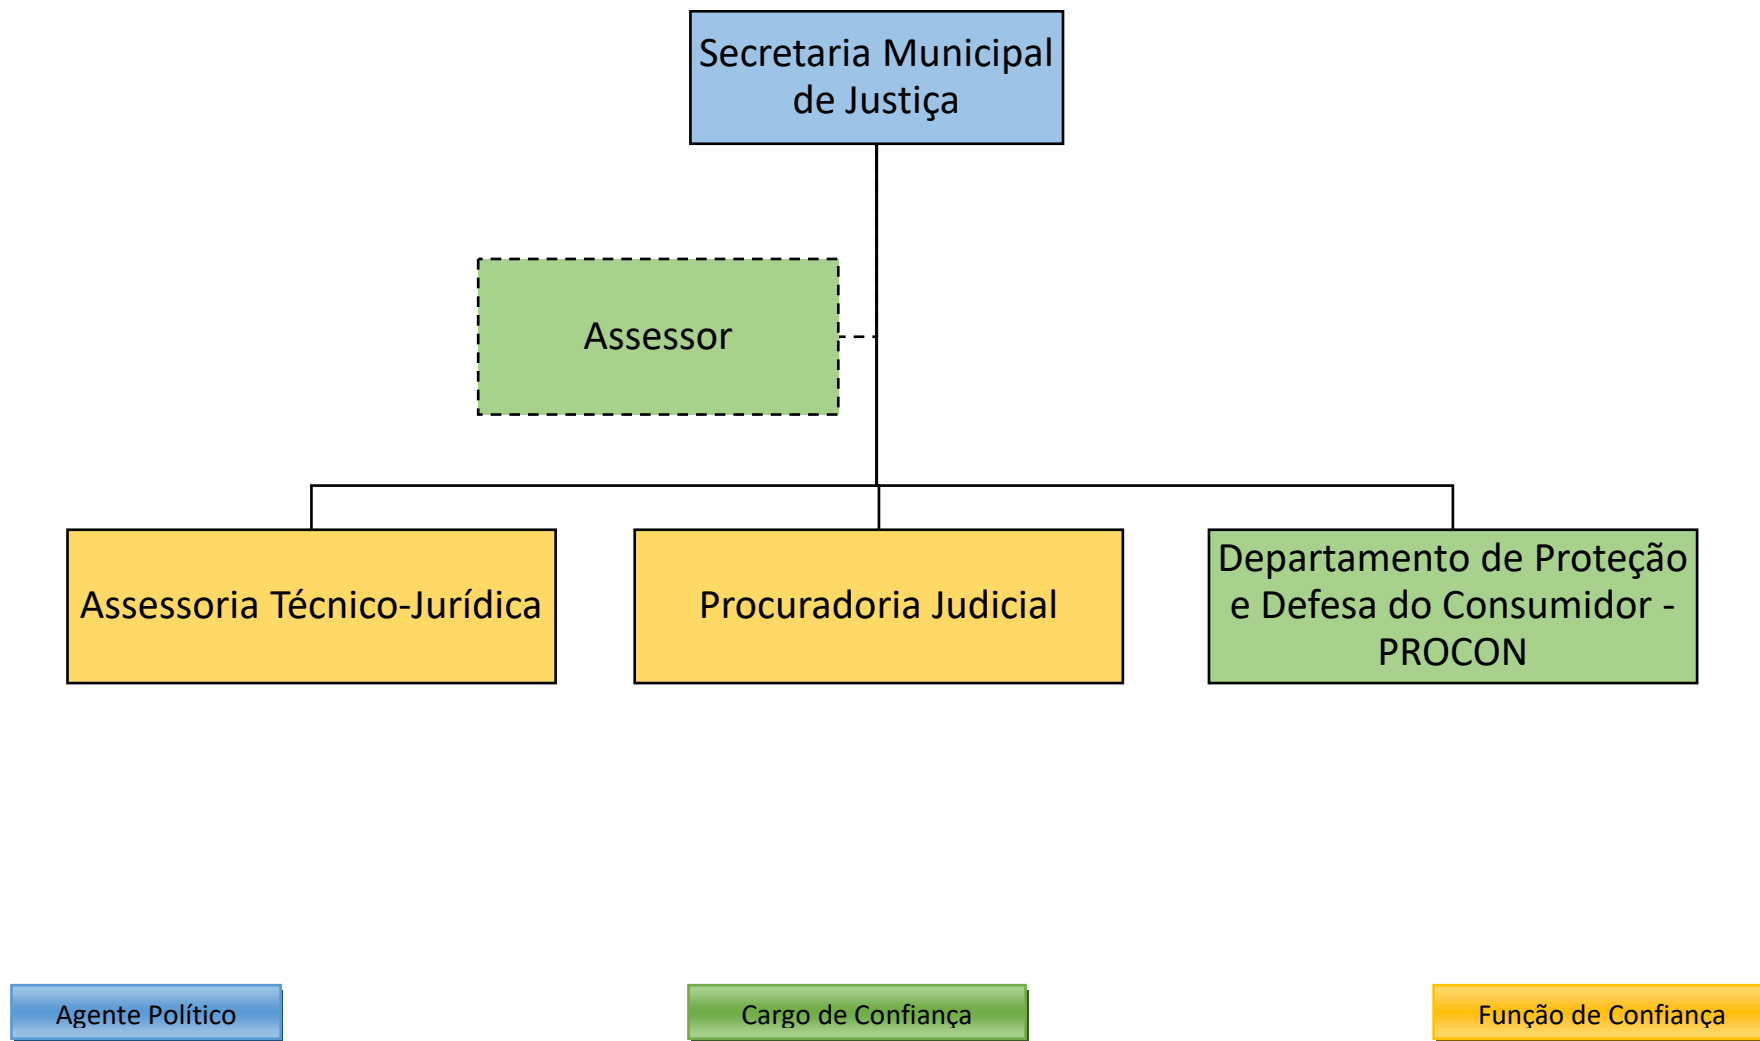 Secretaria Municipal
de Justiça
Assessor
Assessoria Técnico-Jurídica
Procuradoria Judicial
Departamento de Proteção
e Defesa do Consumidor -
PROCON
Agente Político
Cargo de Confiança
Função de Confiança